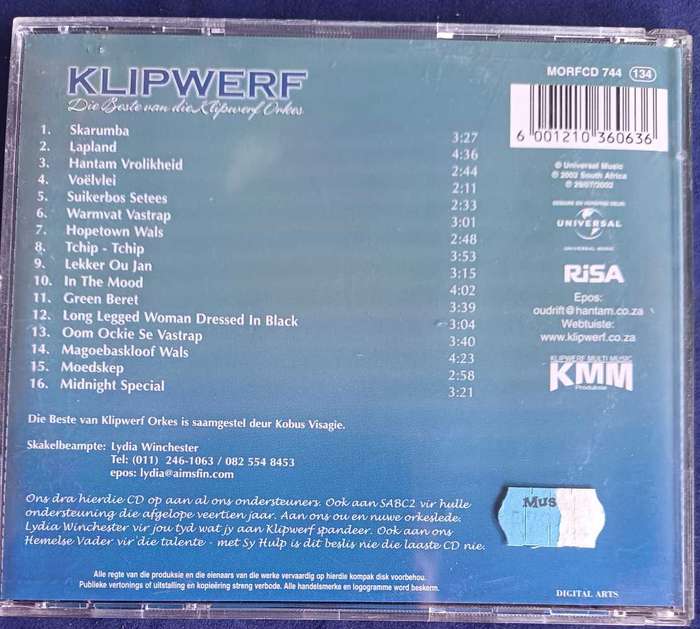 KLIPWERF
Die Beste van die Klipwerf Orkes
MORFCD 744 134
6 001210 360636
1. Skarumba 3:27
2. Lapland 4:36
3. Hantam Vrolikheid 2:44
4. Voëlvlei 2:11
5. Suikerbos Setees 2:33
6. Warmvat Vastrap 3:01
7. Hopetown Wals 2:48
8. Tchip - Tchip 3:53
9. Lekker Ou Jan 3:15
10. In The Mood 4:02
11. Green Beret 3:39
12. Long Legged Woman Dressed In Black 3:04
13. Oom Ockie Se Vastrap 3:40
14. Magoebaskloof Wals 4:23
15. Moedskep 2:58
16. Midnight Special 3:21
℗ Universal Music
© 2002 South Africa
℗ 29/07/2002
UNIVERSAL
UNIVERSAL MUSIC
RiSA
Epos:
oudrift@hantam.co.za
Webtuiste:
www.klipwerf.co.za
KLIPWERF MULTI MUSIC
KMM
Produksie
Die Beste van Klipwerf Orkes is saamgestel deur Kobus Visagie.
Skakelbeampte: Lydia Winchester
Tel: (011) 246-1063 / 082 554 8453
epos: lydia@aimsfin.com
Ons dra hierdie CD op aan al ons ondersteuners. Ook aan SABC2 vir hulle
ondersteuning die afgelope veertien jaar. Aan ons ou en nuwe orkeslede.
Lydia Winchester vir jou tyd wat jy aan Klipwerf spandeer. Ook aan ons
Hemelse Vader vir die talente - met Sy Hulp is dit beslis nie die laaste CD nie.
Mus
Alle regte van die produksie en die eienaars van die werke vervaardig op hierdie kompak disk voorbehou.
Publieke vertonings of uitstalling en kopieëring streng verbode. Alle handelsmerke en logogramme word beskerm.
DIGITAL ARTS